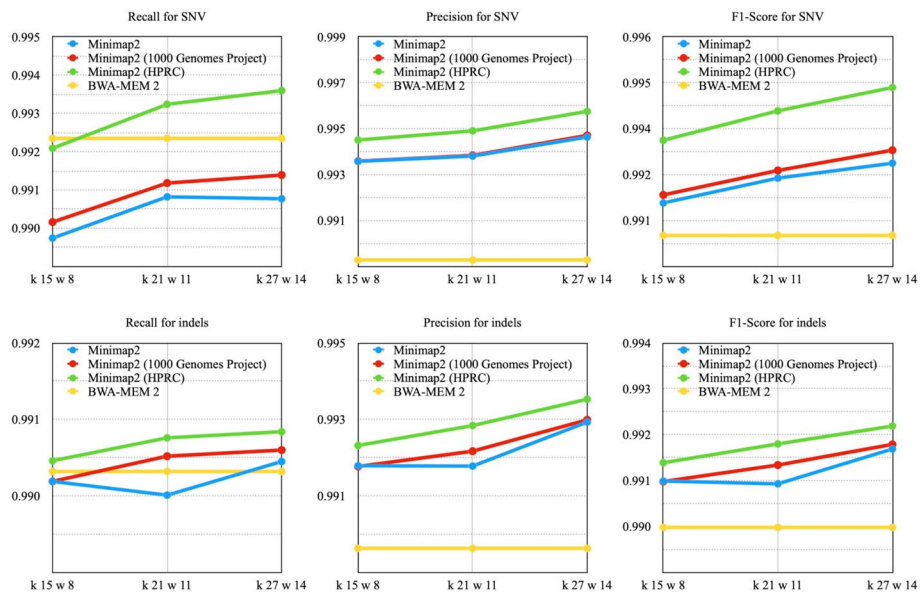 Recall for SNV
0.995
0.994
0.993
0.992
0.991
0.990
Minimap2
Minimap2 (1000 Genomes Project)
Minimap2 (HPRC)
BWA-MEM 2
k 15 w 8
k 21 w 11
k 27 w 14
Precision for SNV
0.999
0.997
0.995
0.993
0.991
Minimap2
Minimap2 (1000 Genomes Project)
Minimap2 (HPRC)
BWA-MEM 2
k 15 w 8
k 21 w 11
k 27 w 14
F1-Score for SNV
0.996
0.995
0.994
0.992
0.991
Minimap2
Minimap2 (1000 Genomes Project)
Minimap2 (HPRC)
BWA-MEM 2
k 15 w 8
k 21 w 11
k 27 w 14
Recall for indels
0.992
0.991
0.990
Minimap2
Minimap2 (1000 Genomes Project)
Minimap2 (HPRC)
BWA-MEM 2
k 15 w 8
k 21 w 11
k 27 w 14
Precision for indels
0.995
0.993
0.991
Minimap2
Minimap2 (1000 Genomes Project)
Minimap2 (HPRC)
BWA-MEM 2
k 15 w 8
k 21 w 11
k 27 w 14
F1-Score for indels
0.994
0.993
0.992
0.991
0.990
Minimap2
Minimap2 (1000 Genomes Project)
Minimap2 (HPRC)
BWA-MEM 2
k 15 w 8
k 21 w 11
k 27 w 14